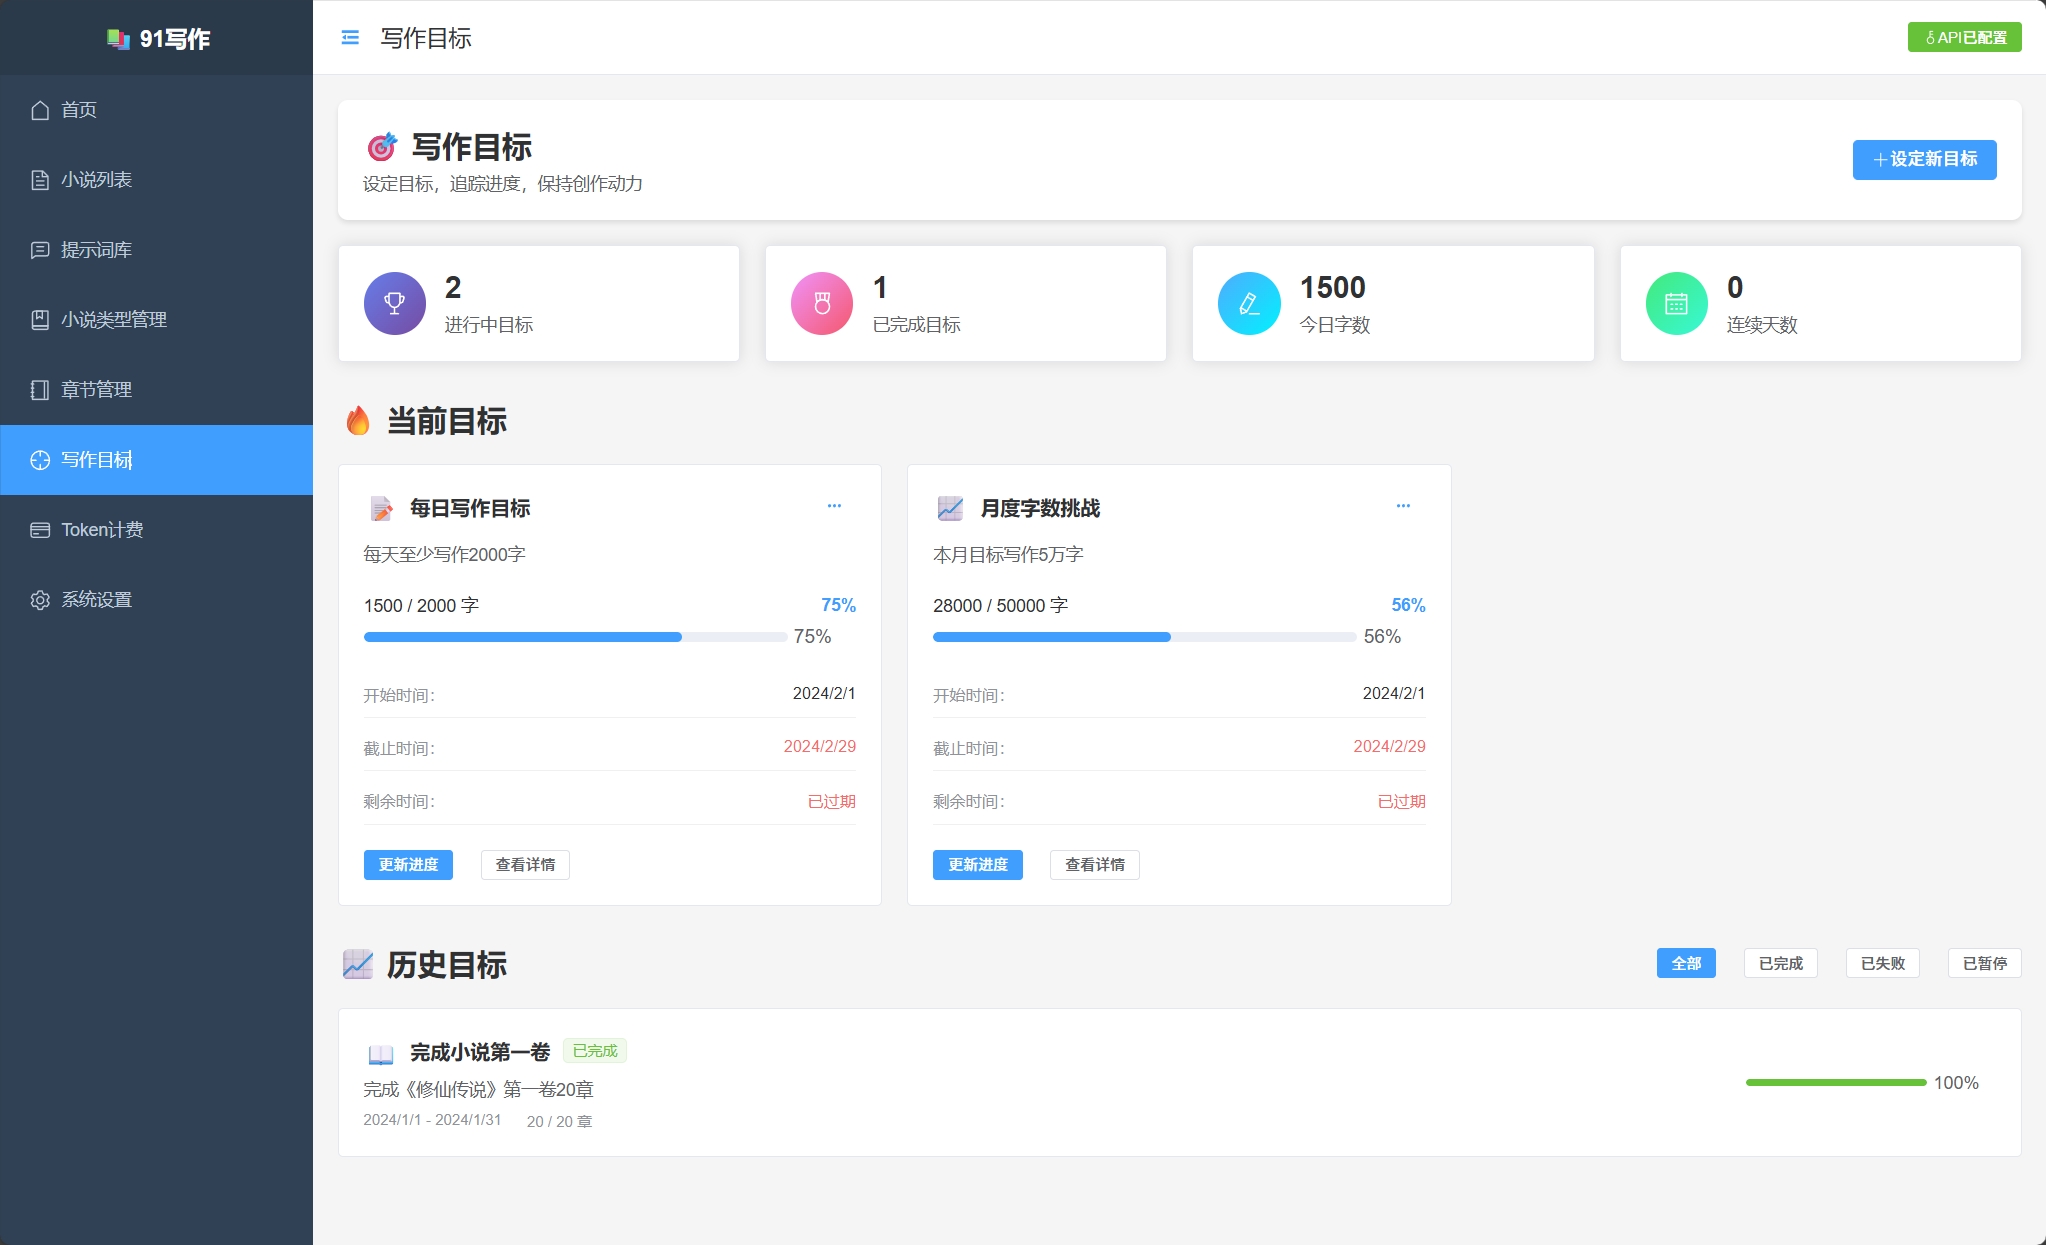 91写作
首页
小说列表
提示词库
小说类型管理
章节管理
写作目标
Token计费
系统设置
写作目标
API已配置
写作目标
设定目标，追踪进度，保持创作动力
设定新目标
2
进行中目标
1
已完成目标
1500
今日字数
0
连续天数
当前目标
每日写作目标
每天至少写作2000字
1500 / 2000 字 75%
75%
开始时间： 2024/2/1
截止时间： 2024/2/29
剩余时间： 已过期
更新进度 查看详情
月度字数挑战
本月目标写作5万字
28000 / 50000 字 56%
56%
开始时间： 2024/2/1
截止时间： 2024/2/29
剩余时间： 已过期
更新进度 查看详情
历史目标
全部 已完成 已失败 已暂停
完成小说第一卷 已完成
完成《修仙传说》第一卷20章
2024/1/1 - 2024/1/31 20 / 20 章
100%